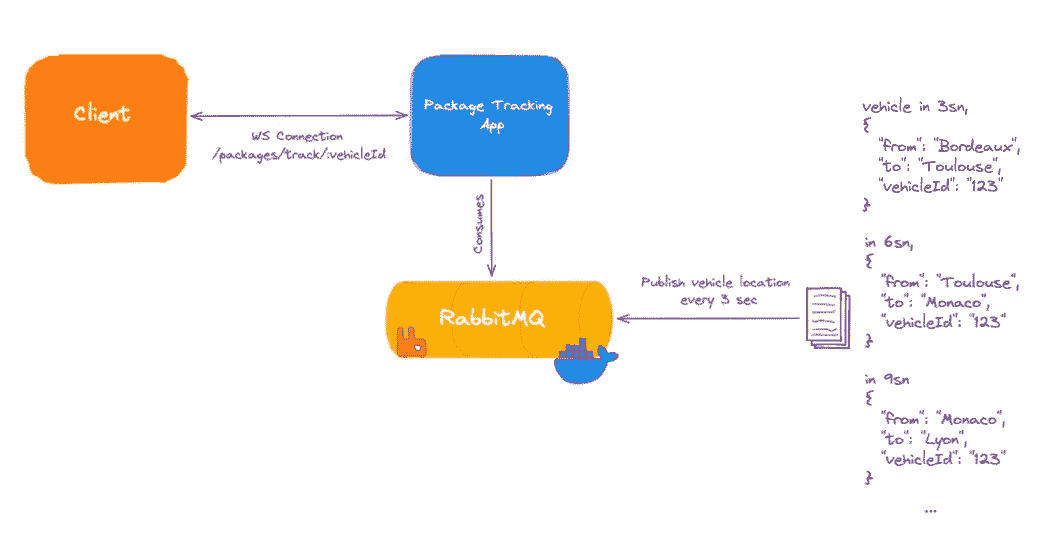 Client
WS Connection
/packages/track/:vehicleId
Package Tracking
App
Consumes
RabbitMQ
Publish vehicle location
every 3 sec
vehicle in 3sn,
{
"from": "Bordeaux",
"to": "Toulouse",
"vehicleId": "123"
}
in 6sn,
{
"from": "Toulouse",
"to": "Monaco",
"vehicleId": "123"
}
in 9sn
{
"from": "Monaco",
"to": "Lyon",
"vehicleId": "123"
}
...